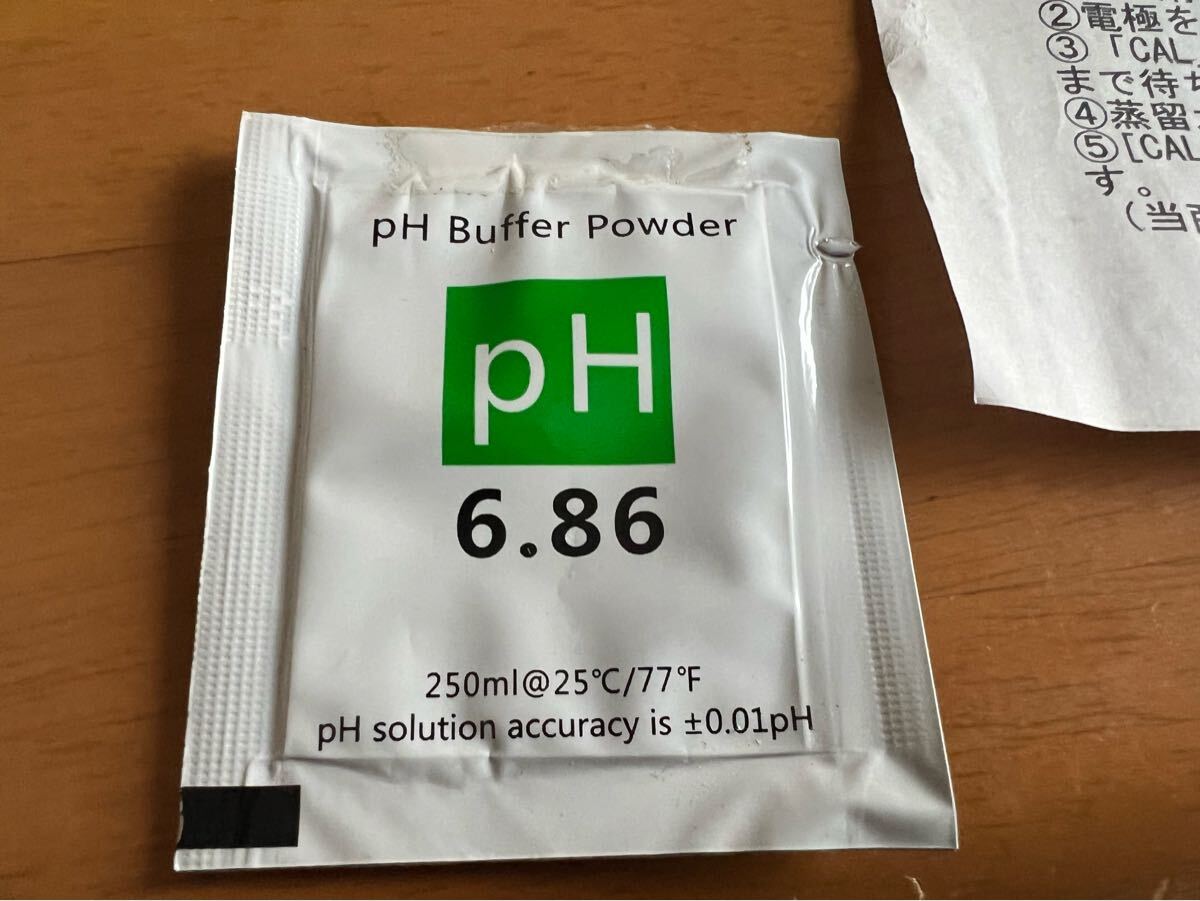 pH Buffer Powder
pH
6.86
250ml@25℃/77℉
pH solution accuracy is ±0.01pH
②電極を
③「CAL
まで待
④蒸留
⑤[CAL
す。
(当